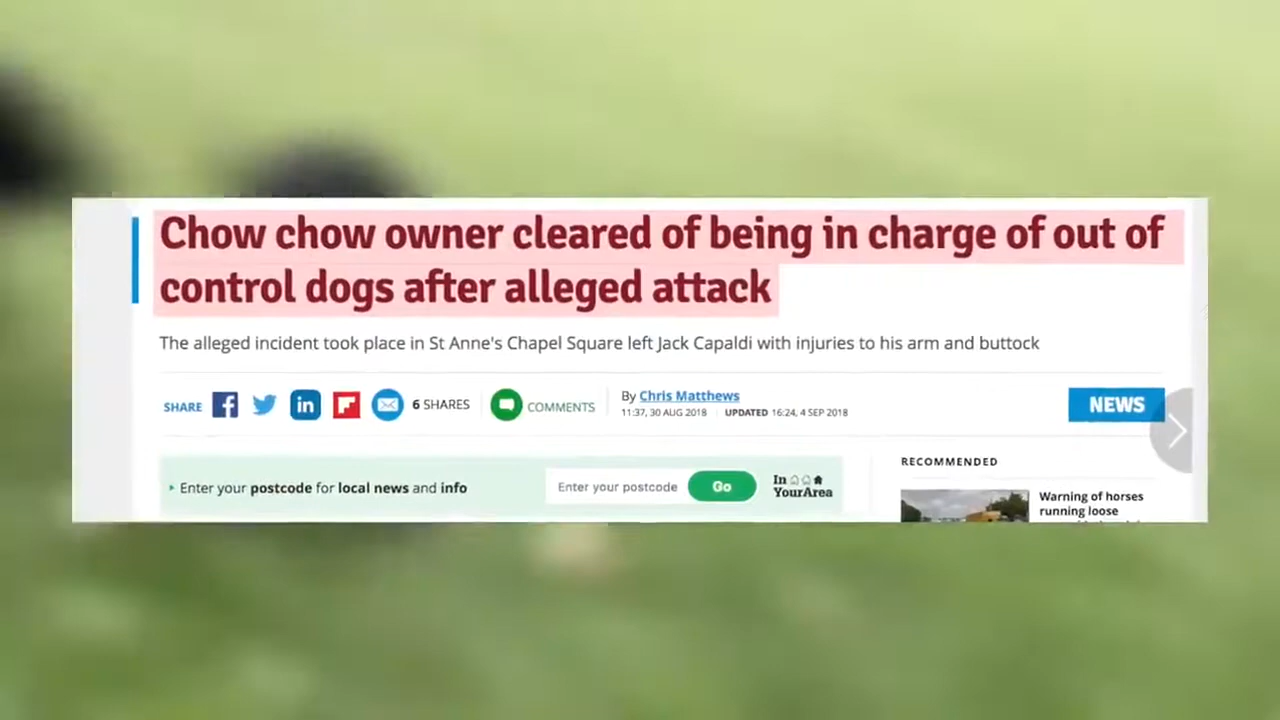 Chow chow owner cleared of being in charge of out of
control dogs after alleged attack
The alleged incident took place in St Anne's Chapel Square left Jack Capaldi with injuries to his arm and buttock
SHARE in 6 SHARES COMMENTS
By Chris Matthews
11:37, 30 AUG 2018 UPDATED 16:24, 4 SEP 2018
NEWS
Enter your postcode for local news and info
Enter your postcode Go
In
YourArea
RECOMMENDED
Warning of horses
running loose